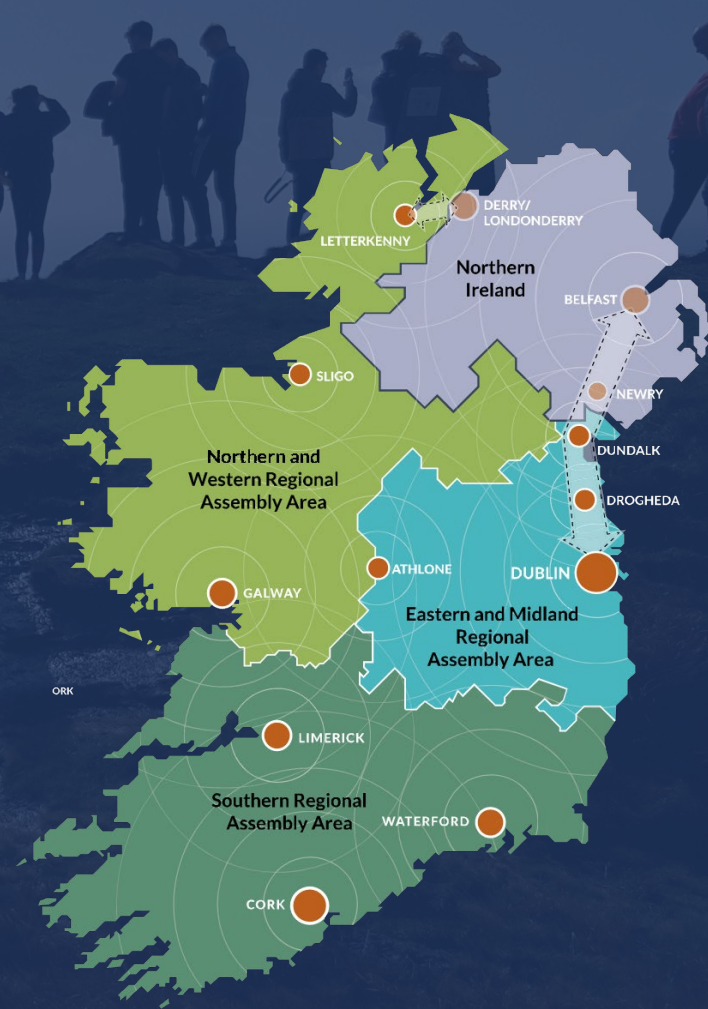 DERRY/
LONDONDERRY
LETTERKENNY
Northern
Ireland
BELFAST
SLIGO
NEWRY
DUNDALK
Northern and
Western Regional
Assembly Area
DROGHEDA
ATHLONE
DUBLIN
GALWAY
Eastern and Midland
Regional
Assembly Area
ORK
LIMERICK
Southern Regional
Assembly Area
WATERFORD
CORK